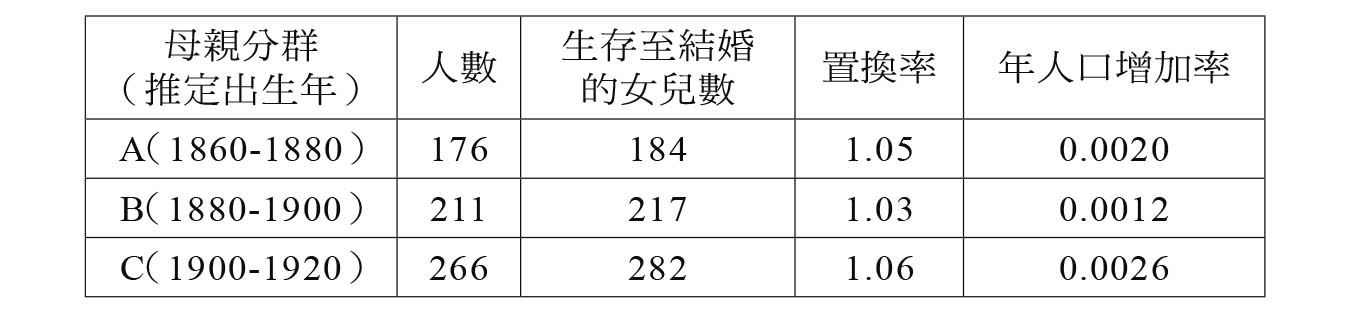 母親分群
（推定出生年）
人數
生存至結婚
的女兒數
置換率
年人口增加率
A（1860-1880） 176 184 1.05 0.0020
B（1880-1900） 211 217 1.03 0.0012
C（1900-1920） 266 282 1.06 0.0026